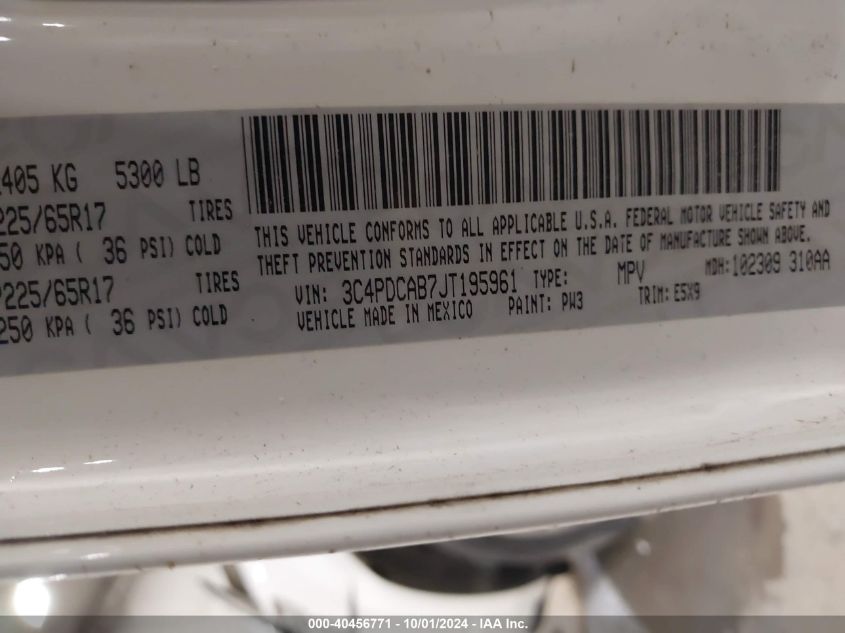 405 KG 5300 LB
225/65R17 TIRES
50 KPA ( 36 PSI) COLD
P225/65R17 TIRES
250 KPA ( 36 PSI) COLD
THIS VEHICLE CONFORMS TO ALL APPLICABLE U.S.A. FEDERAL MOTOR VEHICLE SAFETY AND
THEFT PREVENTION STANDARDS IN EFFECT ON THE DATE OF MANUFACTURE SHOWN ABOVE.
VIN: 3C4PDCAB7JT195961 TYPE: MPV MDH:102309 310AA
VEHICLE MADE IN MEXICO PAINT: PW3 TRIM: E5X9
000-40456771 - 10/01/2024 - IAA Inc.